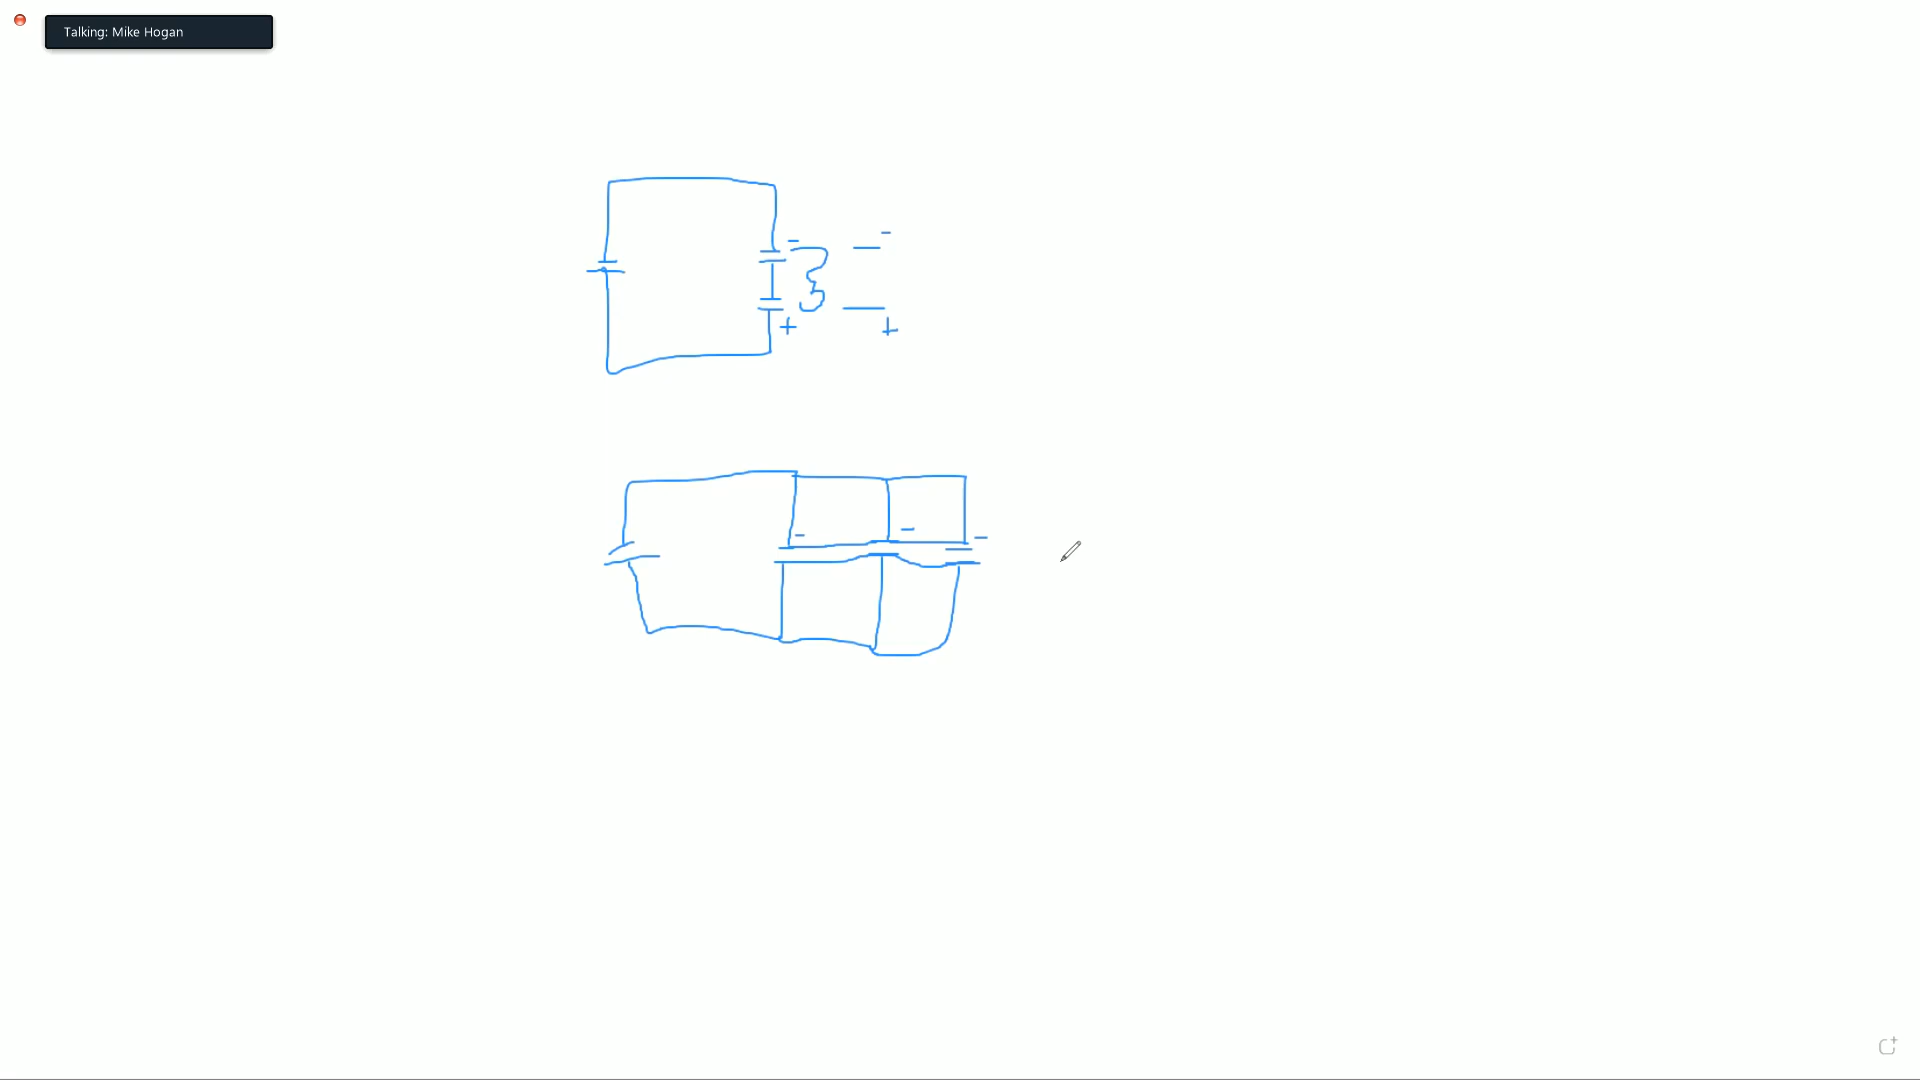 Talking: Mike Hogan
- -
+ +
- - -